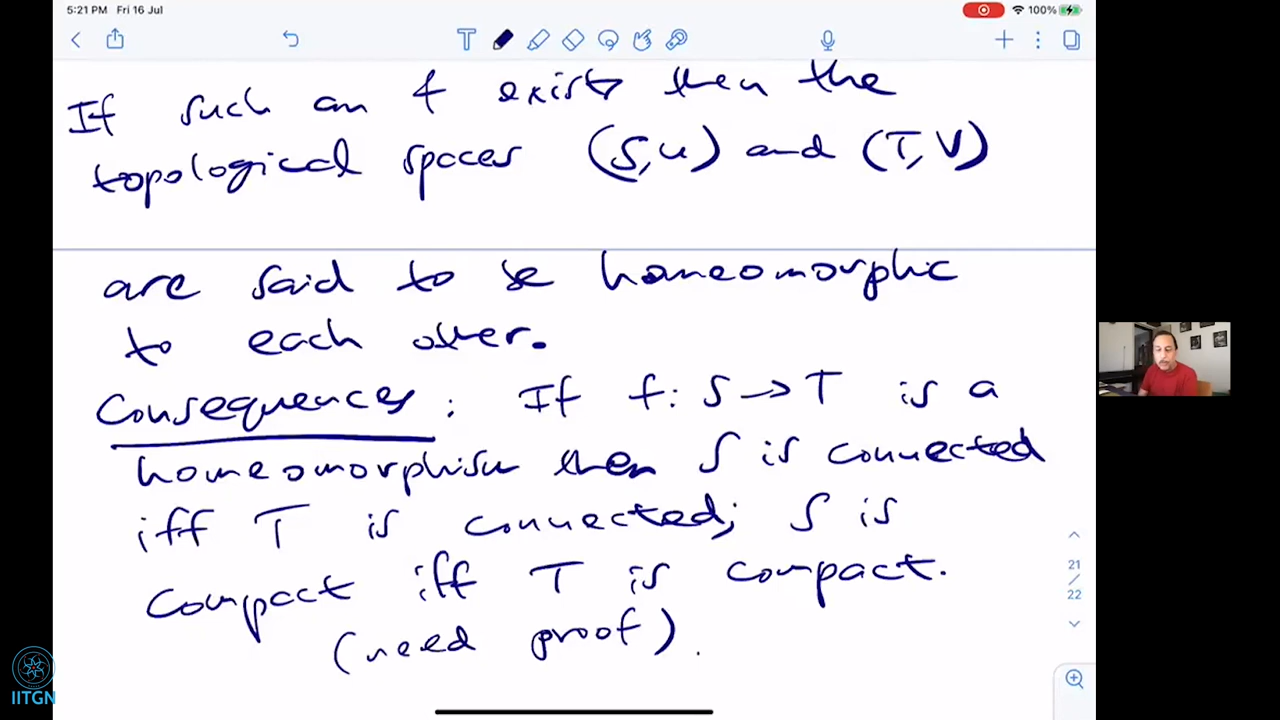 5:21 PM Fri 16 Jul
100%
If such an f exists then the
topological spaces (S,U) and (T,V)
are said to be homeomorphic
to each other.
Consequences: If f: S→T is a
homeomorphism then S is connected
iff T is connected; S is
compact iff T is compact.
(need proof).
21
/
22
IITGN